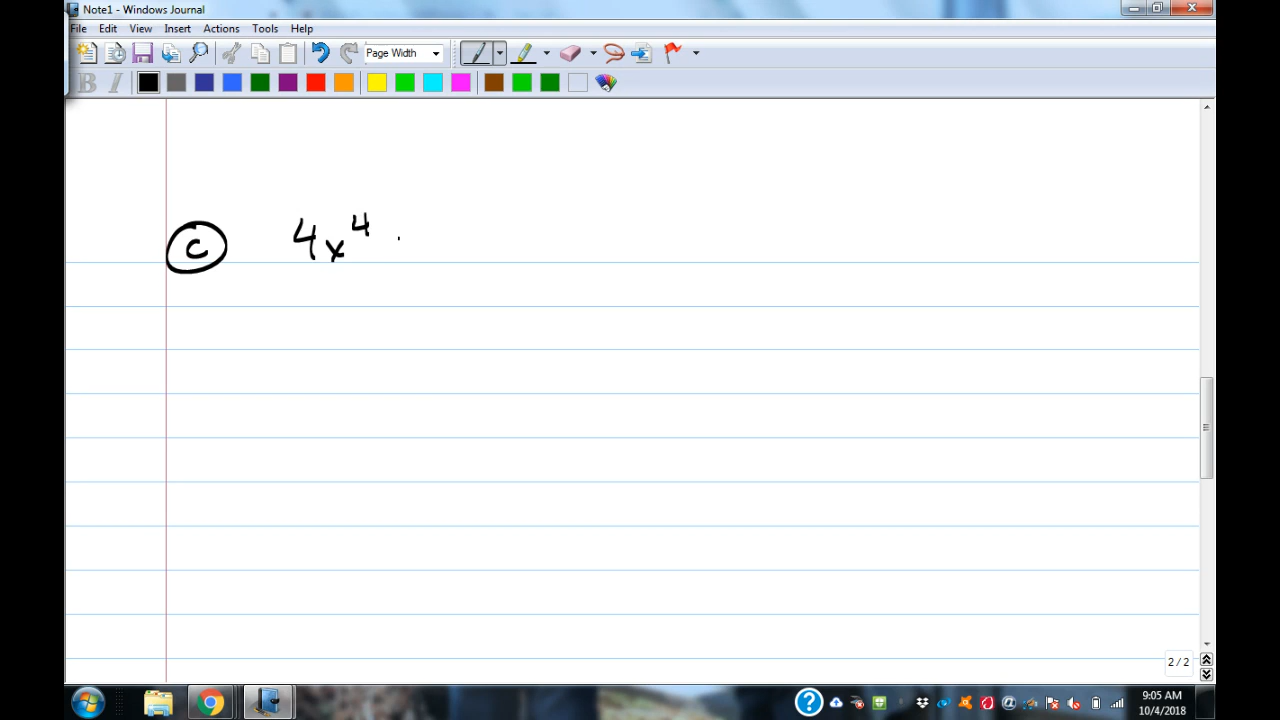 Note1 - Windows Journal
File Edit View Insert Actions Tools Help
Page Width
B I
c 4x⁴
2 / 2
9:05 AM
10/4/2018